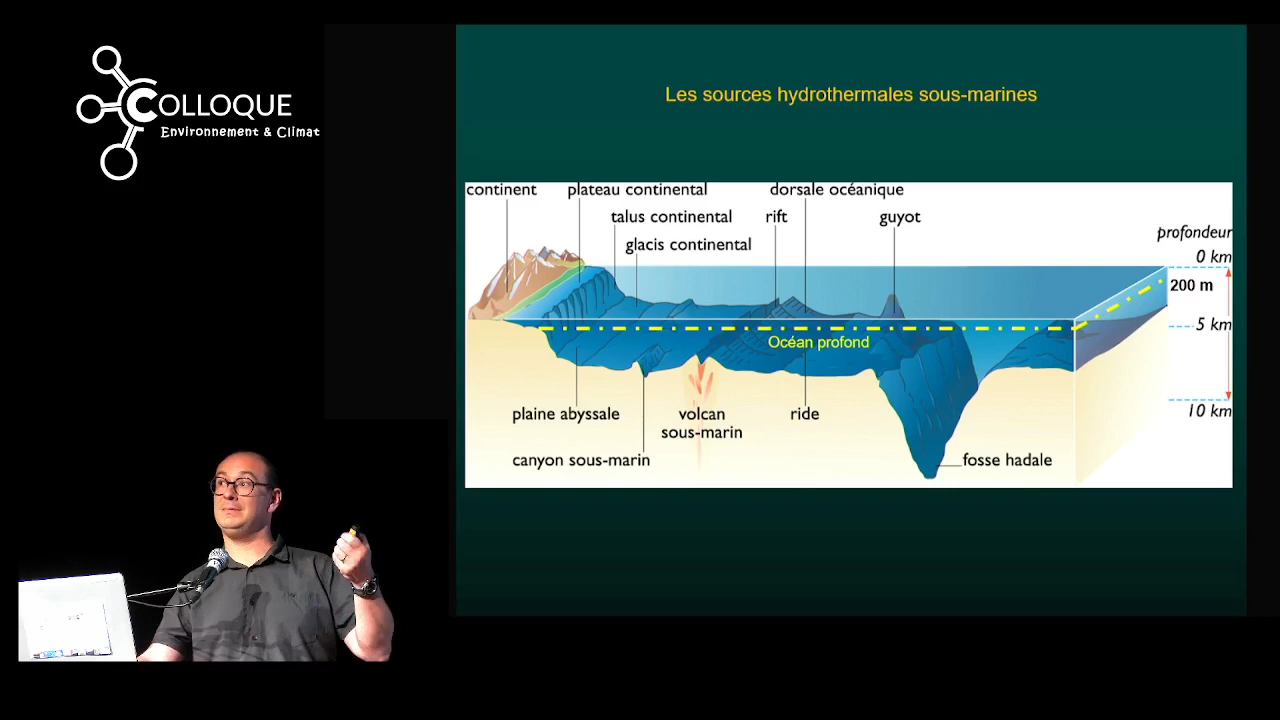 COLLOQUE
Environnement & Climat
Les sources hydrothermales sous-marines
continent
plateau continental
dorsale océanique
talus continental
rift
guyot
glacis continental
profondeur
0 km
200 m
5 km
Océan profond
plaine abyssale
volcan
sous-marin
ride
10 km
canyon sous-marin
fosse hadale